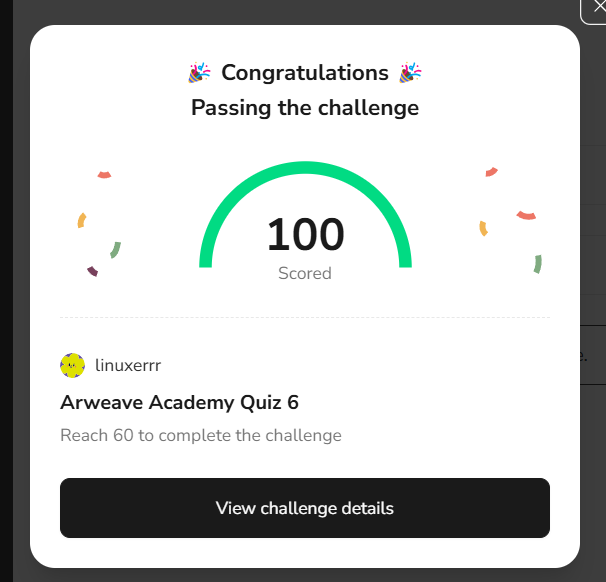 Congratulations
Passing the challenge
100
Scored
linuxerrr
Arweave Academy Quiz 6
Reach 60 to complete the challenge
View challenge details
e.